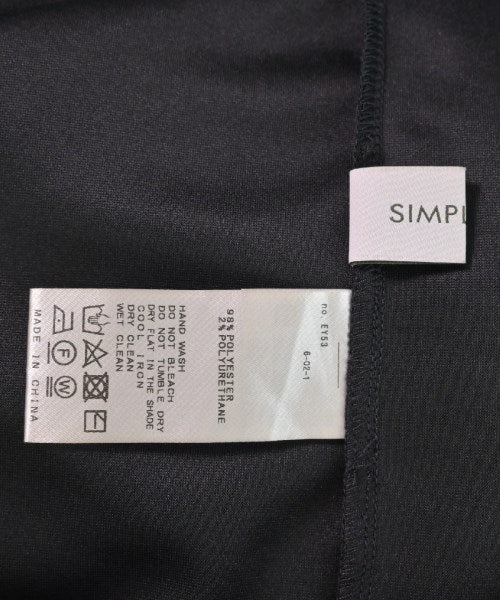 SIMPL
no. EY53
6-02-1
98% POLYESTER
2% POLYURETHANE
HAND WASH
DO NOT BLEACH
DO NOT TUMBLE DRY
DRY FLAT IN THE SHADE
COOL IRON
DRY CLEAN
WET CLEAN
F
W
MADE IN CHINA